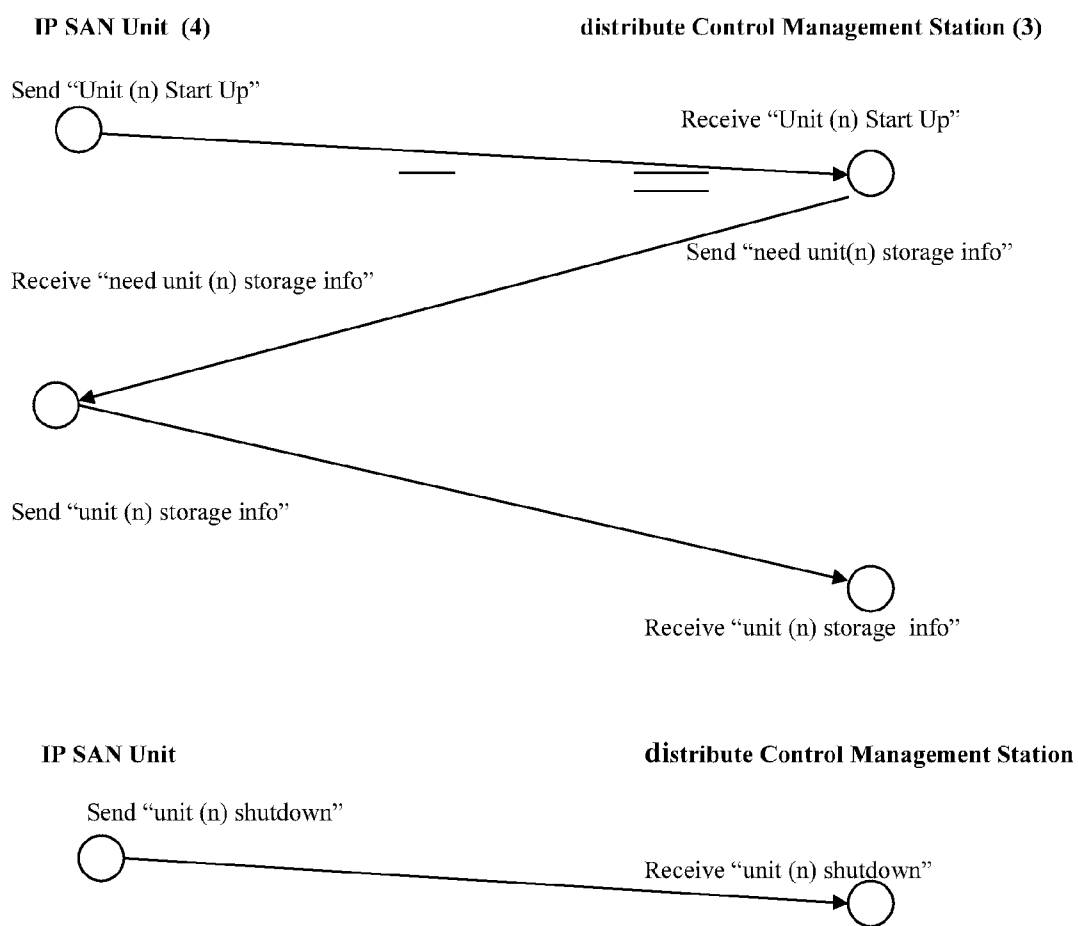 IP SAN Unit (4)
distribute Control Management Station (3)
Send “Unit (n) Start Up”
Receive “Unit (n) Start Up”
Send “need unit(n) storage info”
Receive “need unit (n) storage info”
Send “unit (n) storage info”
Receive “unit (n) storage info”
IP SAN Unit
distribute Control Management Station
Send “unit (n) shutdown”
Receive “unit (n) shutdown”